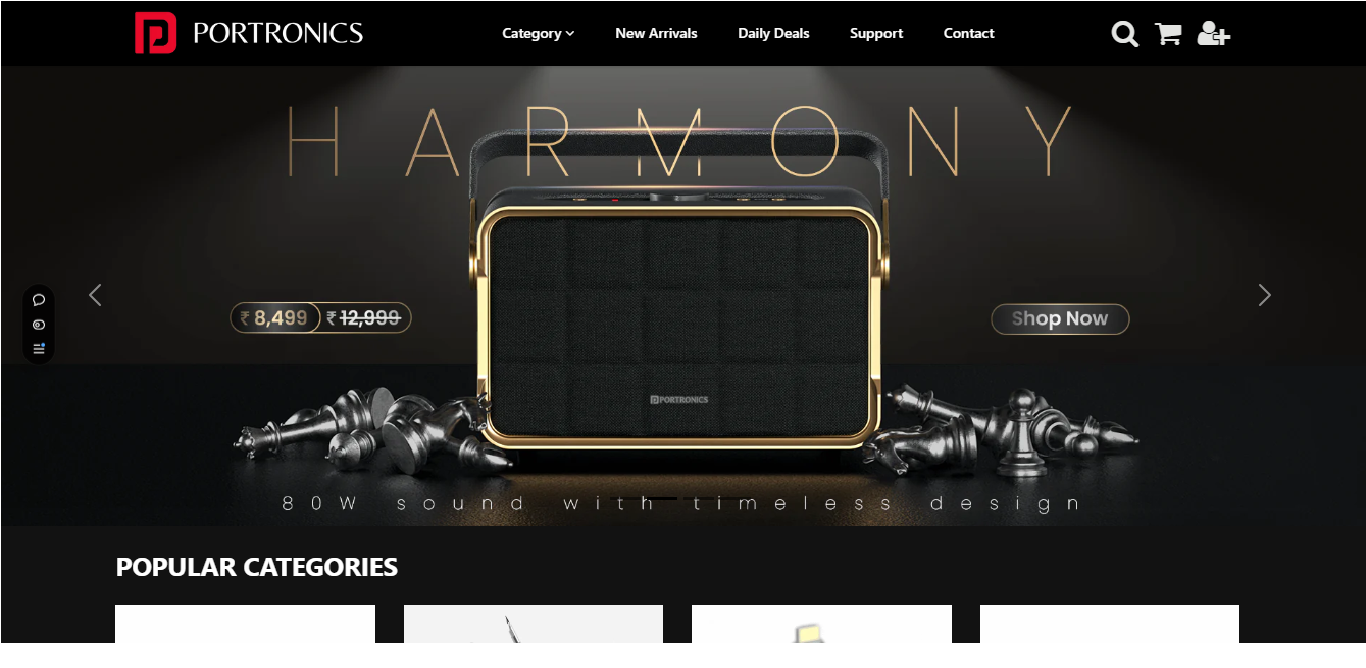 PORTRONICS
Category
New Arrivals
Daily Deals
Support
Contact
HARMONY
₹ 8,499 ₹ 12,999
Shop Now
PORTRONICS
80W sound with timeless design
POPULAR CATEGORIES